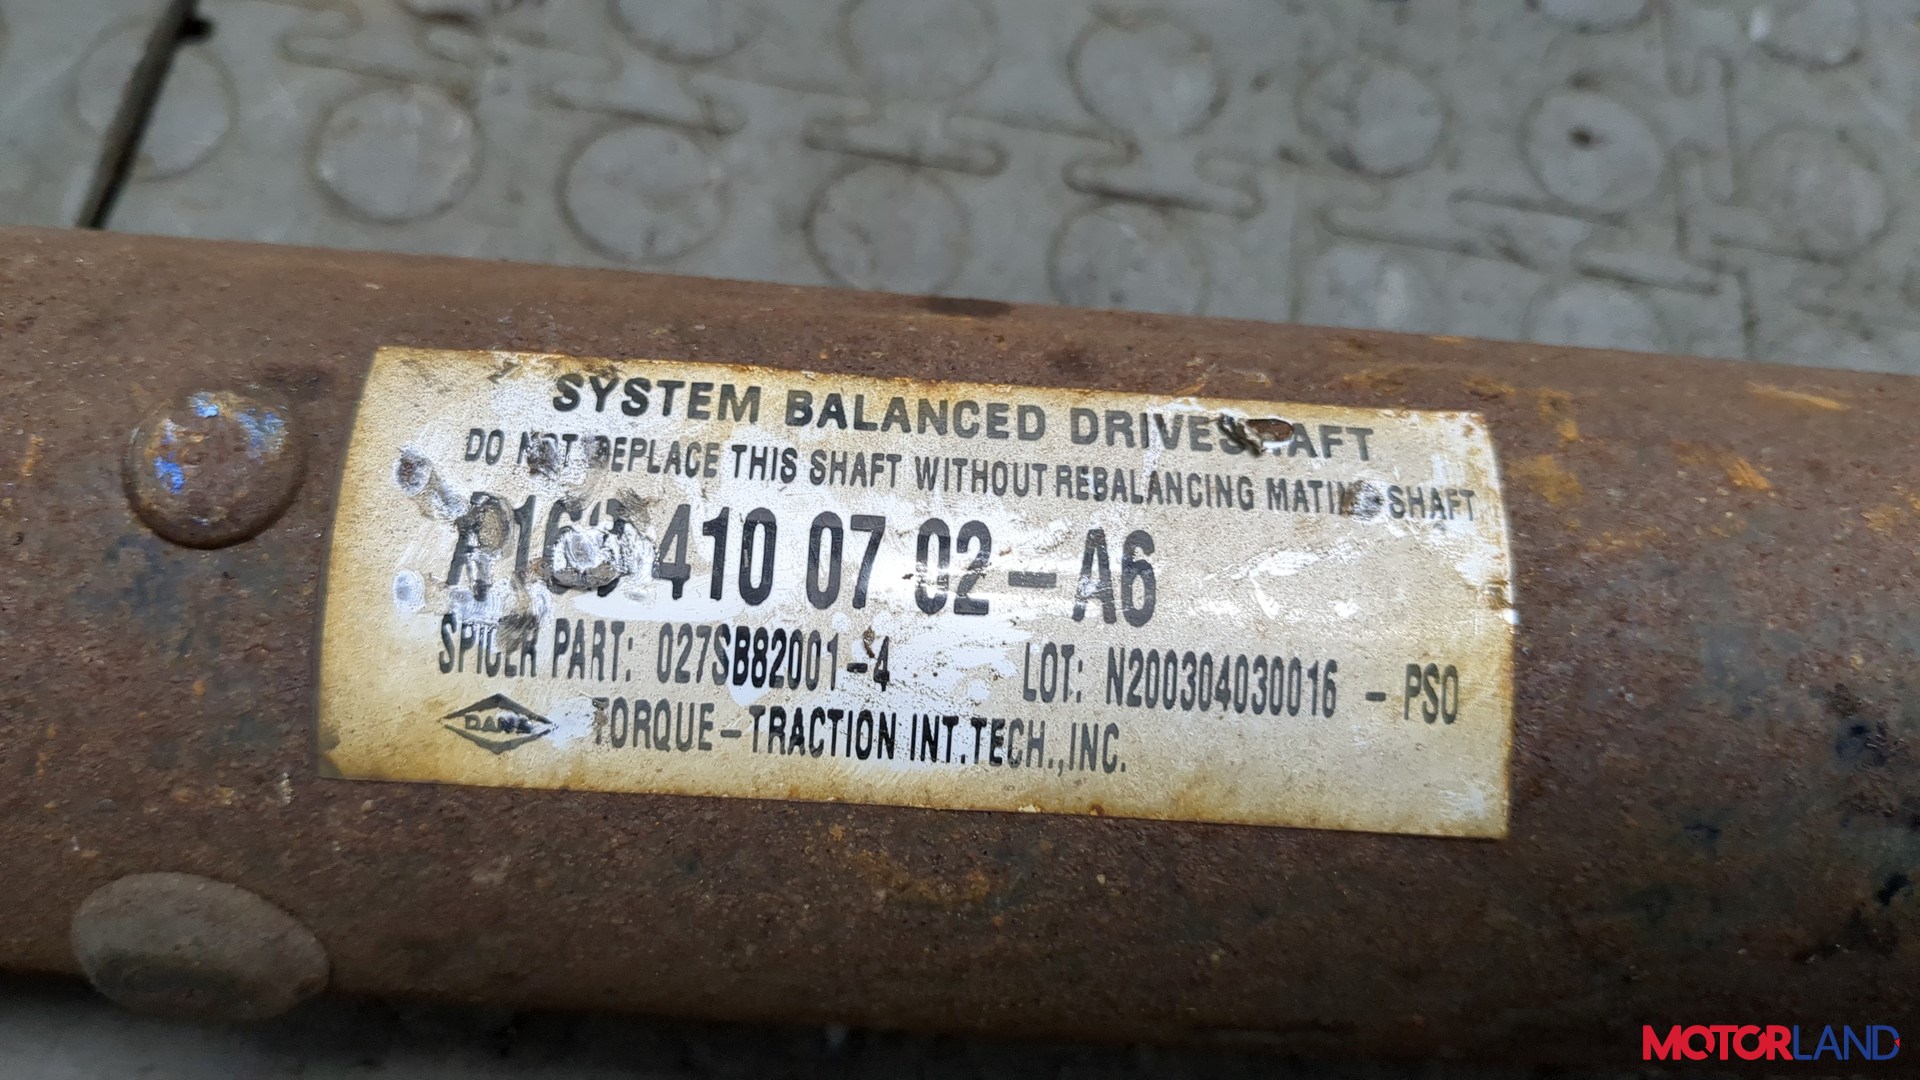 SYSTEM BALANCED DRIVESHAFT
DO NOT REPLACE THIS SHAFT WITHOUT REBALANCING MATING SHAFT
410 07 02-A6
SPICER PART: 027SB82001-4 LOT: N200304030016 - PSO
DANA TORQUE-TRACTION INT.TECH.,INC.
MOTORLAND